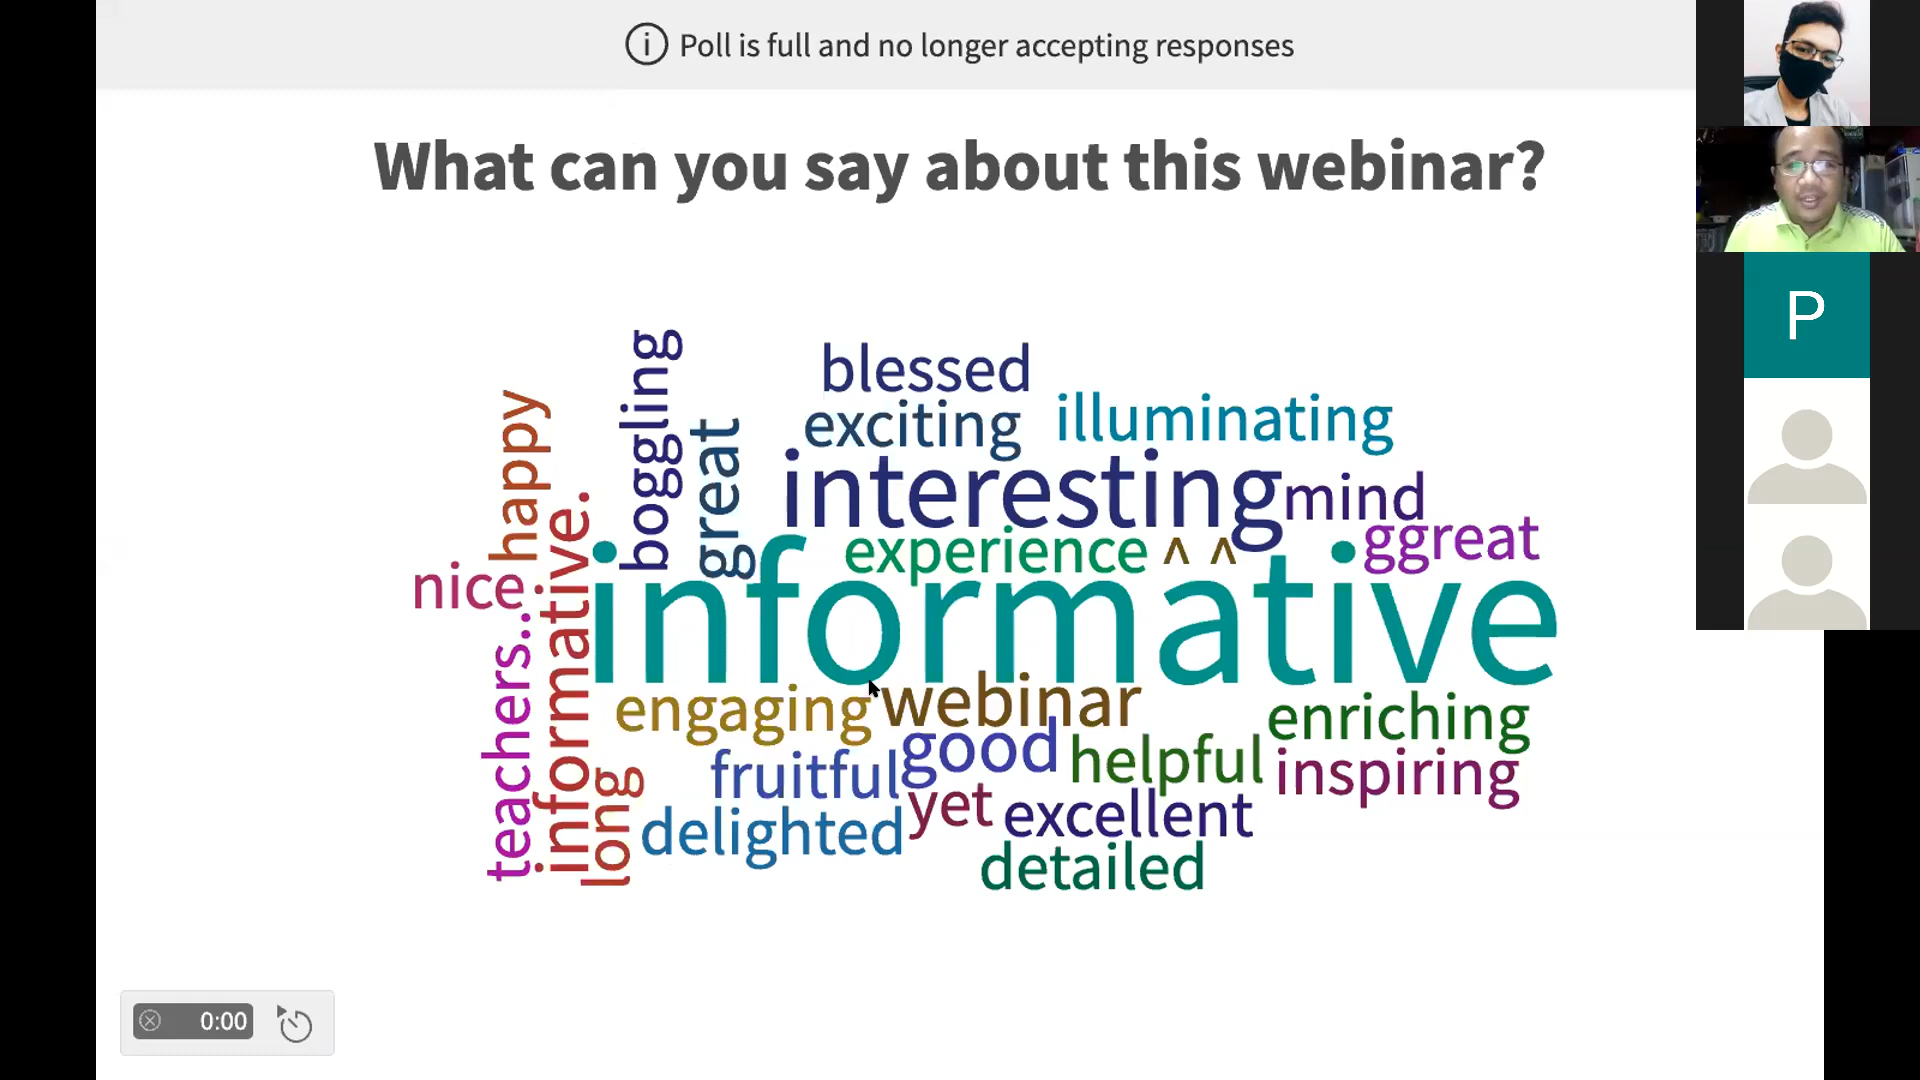 Poll is full and no longer accepting responses
What can you say about this webinar?
P
blessed
boggling
happy
great
exciting
illuminating
interesting
mind
ggreat
experience
^ ^
nice
informative.
informative
teachers...
engaging
webinar
enriching
good
helpful
fruitful
inspiring
long
yet
excellent
delighted
detailed
0:00